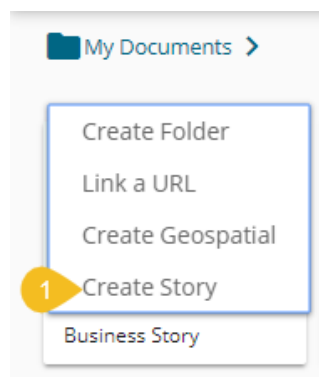 My Documents >
Create Folder
Link a URL
Create Geospatial
1 Create Story
Business Story